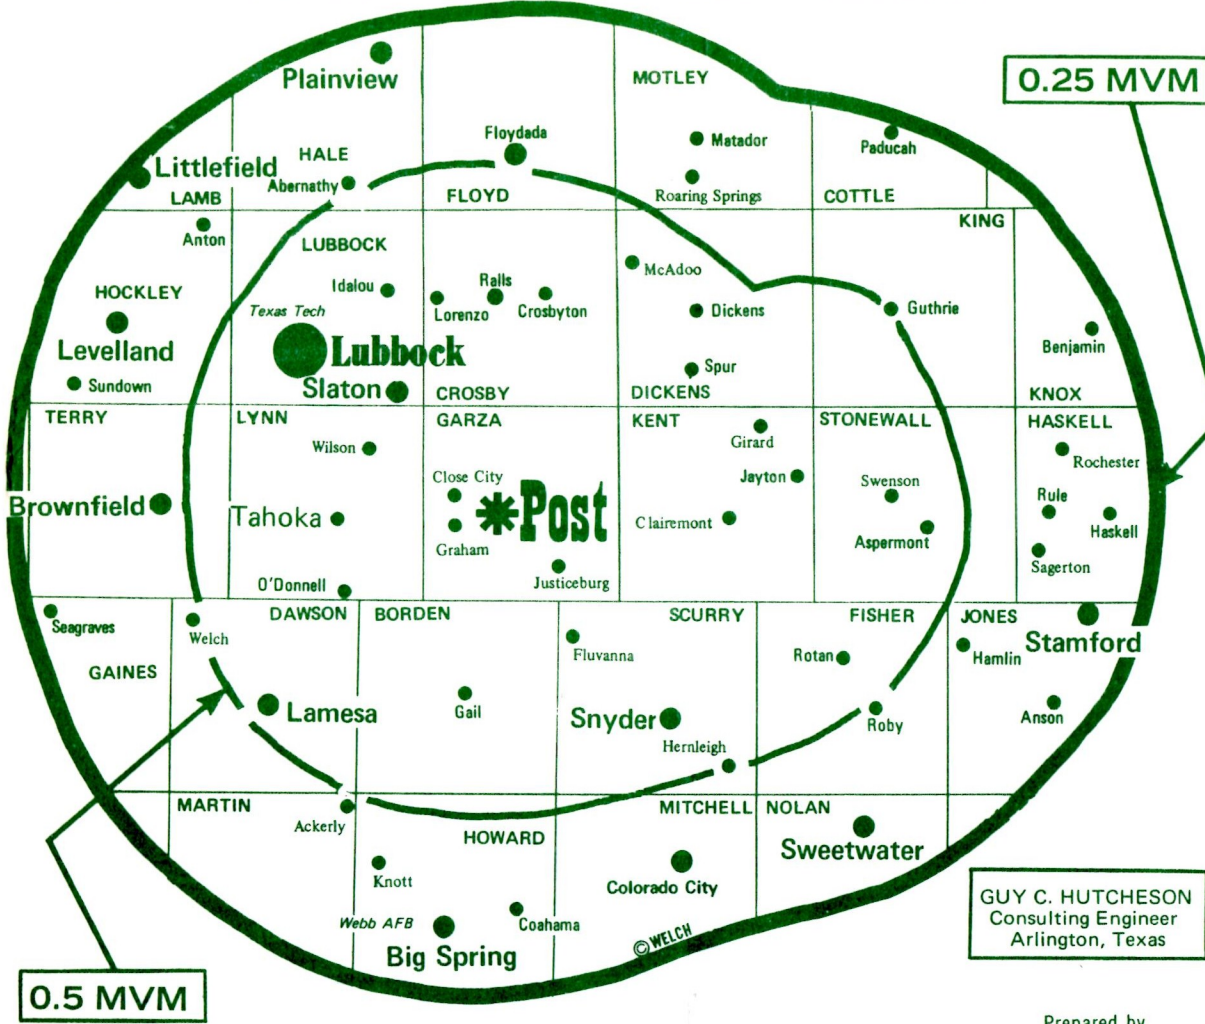 MOTLEY
0.25 MVM
Plainview
Floydada
Matador
Paducah
HALE
Littlefield
Abernathy
LAMB
FLOYD
Roaring Springs
COTTLE
KING
Anton
LUBBOCK
McAdoo
Idalou
Ralls
HOCKLEY
Texas Tech
Lorenzo
Crosbyton
Dickens
Guthrie
Levelland
Lubbock
Benjamin
Sundown
Slaton
Spur
CROSBY
DICKENS
KNOX
TERRY
LYNN
GARZA
KENT
STONEWALL
HASKELL
Wilson
Girard
Rochester
Close City
Jayton
Swenson
Rule
Brownfield
Tahoka
Post
Clairemont
Haskell
Graham
Aspermont
Sagerton
O'Donnell
Justiceburg
DAWSON
BORDEN
SCURRY
FISHER
JONES
Seagraves
Welch
Stamford
GAINES
Fluvanna
Rotan
Hamlin
Lamesa
Gail
Snyder
Roby
Anson
Hernleigh
MARTIN
MITCHELL
NOLAN
Ackerly
HOWARD
Sweetwater
Knott
Colorado City
Webb AFB
Coahama
Big Spring
© WELCH
GUY C. HUTCHESON
Consulting Engineer
Arlington, Texas
0.5 MVM
Prepared by